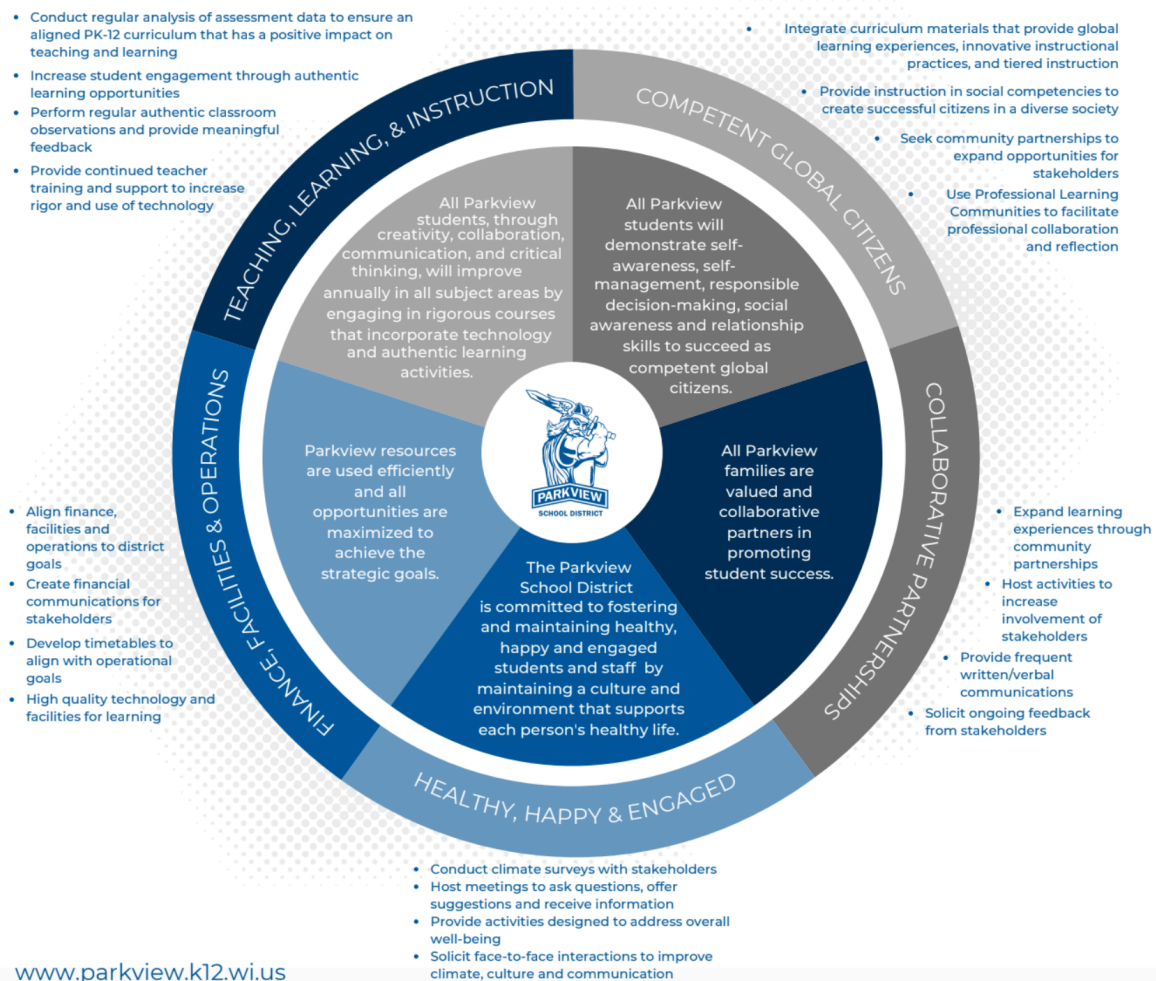 • Conduct regular analysis of assessment data to ensure an
aligned PK-12 curriculum that has a positive impact on
teaching and learning
• Increase student engagement through authentic
learning opportunities
• Perform regular authentic classroom
observations and provide meaningful
feedback
• Provide continued teacher
training and support to increase
rigor and use of technology
• Integrate curriculum materials that provide global
learning experiences, innovative instructional
practices, and tiered instruction
• Provide instruction in social competencies to
create successful citizens in a diverse society
• Seek community partnerships to
expand opportunities for
stakeholders
• Use Professional Learning
Communities to facilitate
professional collaboration
and reflection
TEACHING, LEARNING, & INSTRUCTION
COMPETENT GLOBAL CITIZENS
All Parkview
students, through
creativity, collaboration,
communication, and critical
thinking, will improve
annually in all subject areas by
engaging in rigorous courses
that incorporate technology
and authentic learning
activities.
All Parkview
students will
demonstrate self-
awareness, self-
management, responsible
decision-making, social
awareness and relationship
skills to succeed as
competent global
citizens.
FINANCE, FACILITIES & OPERATIONS
COLLABORATIVE PARTNERSHIPS
Parkview resources
are used efficiently
and all
opportunities are
maximized to
achieve the
strategic goals.
PARKVIEW
SCHOOL DISTRICT
All Parkview
families are
valued and
collaborative
partners in
promoting
student success.
• Align finance,
facilities and
operations to district
goals
• Create financial
communications for
stakeholders
• Develop timetables to
align with operational
goals
• High quality technology and
facilities for learning
The Parkview
School District
is committed to fostering
and maintaining healthy,
happy and engaged
students and staff by
maintaining a culture and
environment that supports
each person's healthy life.
• Expand learning
experiences through
community
partnerships
• Host activities to
increase
involvement of
stakeholders
• Provide frequent
written/verbal
communications
• Solicit ongoing feedback
from stakeholders
HEALTHY, HAPPY & ENGAGED
• Conduct climate surveys with stakeholders
• Host meetings to ask questions, offer
suggestions and receive information
• Provide activities designed to address overall
well-being
• Solicit face-to-face interactions to improve
climate, culture and communication
www.parkview.k12.wi.us